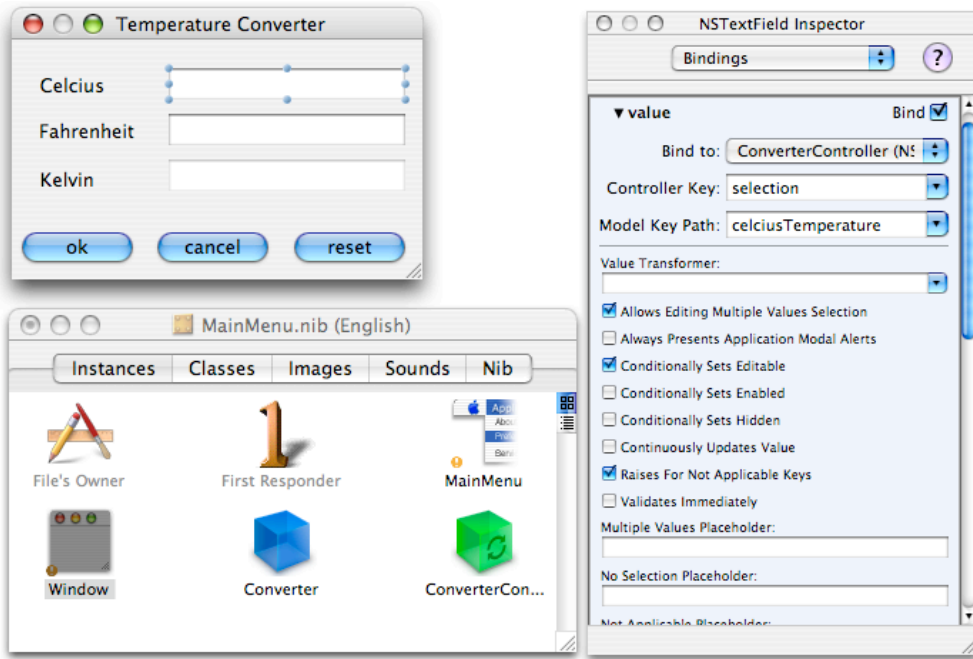 Temperature Converter
Celcius
Fahrenheit
Kelvin
ok cancel reset
MainMenu.nib (English)
Instances Classes Images Sounds Nib
File's Owner First Responder MainMenu
Window Converter ConverterCon...
NSTextField Inspector
Bindings ?
value Bind
Bind to: ConverterController (NS
Controller Key: selection
Model Key Path: celciusTemperature
Value Transformer:
Allows Editing Multiple Values Selection
Always Presents Application Modal Alerts
Conditionally Sets Editable
Conditionally Sets Enabled
Conditionally Sets Hidden
Continuously Updates Value
Raises For Not Applicable Keys
Validates Immediately
Multiple Values Placeholder:
No Selection Placeholder:
Not Applicable Placeholder: